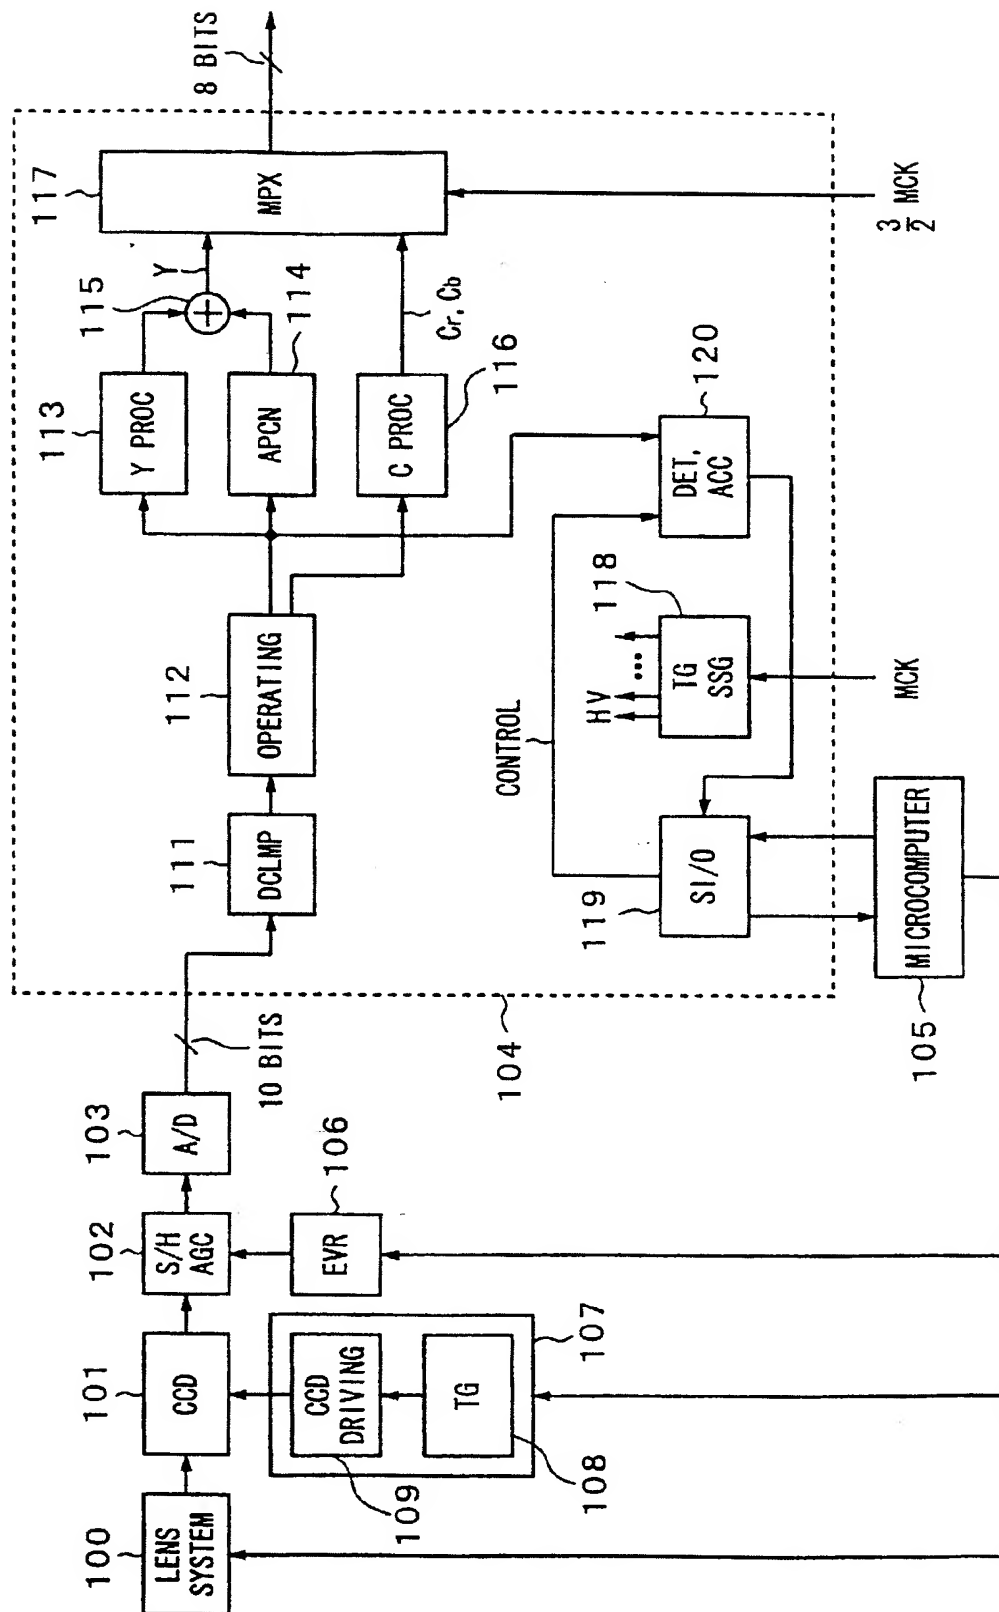 100
LENS
SYSTEM
101
CCD
102
S/H
AGC
103
A/D
10 BITS
106
EVR
107
CCD
DRIVING
109
TG
108
104
111
DCLMP
112
OPERATING
113
Y PROC
APCN
114
115
Y
C PROC
116
Cr, Cb
117
MPX
8 BITS
3/2 MCK
CONTROL
119
SI/O
H V ...
118
TG
SSG
MCK
DET,
ACC
120
105
MICROCOMPUTER